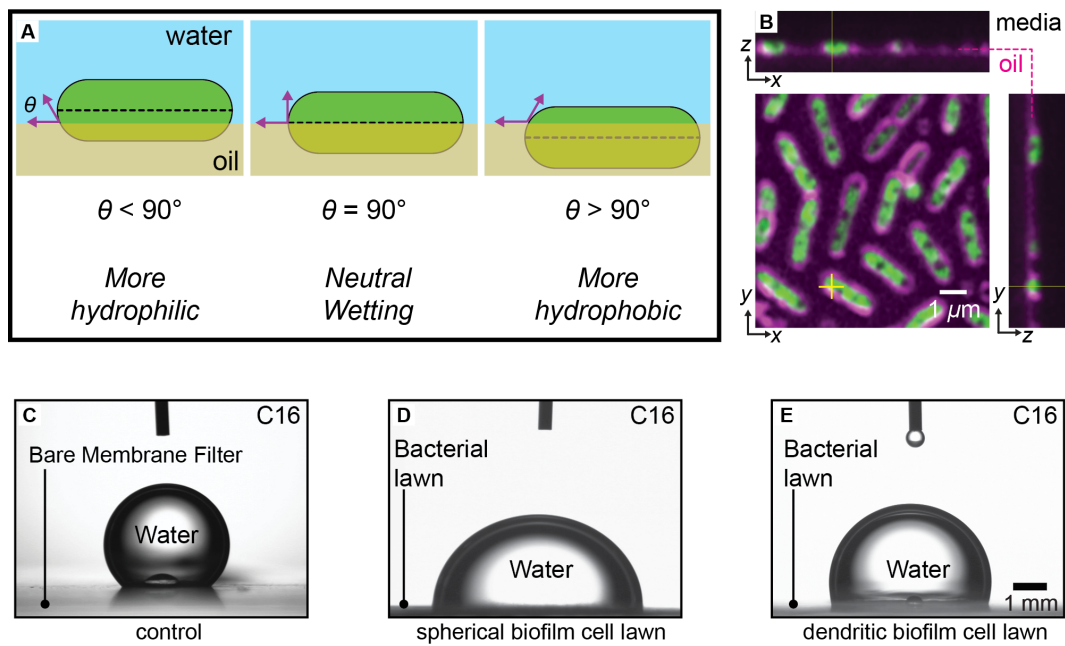 A
water
θ
oil
θ < 90°
θ = 90°
θ > 90°
More
hydrophilic
Neutral
Wetting
More
hydrophobic
B
media
z
x
oil
y
x
1 µm
y
z
C
C16
Bare Membrane Filter
Water
control
D
C16
Bacterial
lawn
Water
spherical biofilm cell lawn
E
C16
Bacterial
lawn
Water
1 mm
dendritic biofilm cell lawn